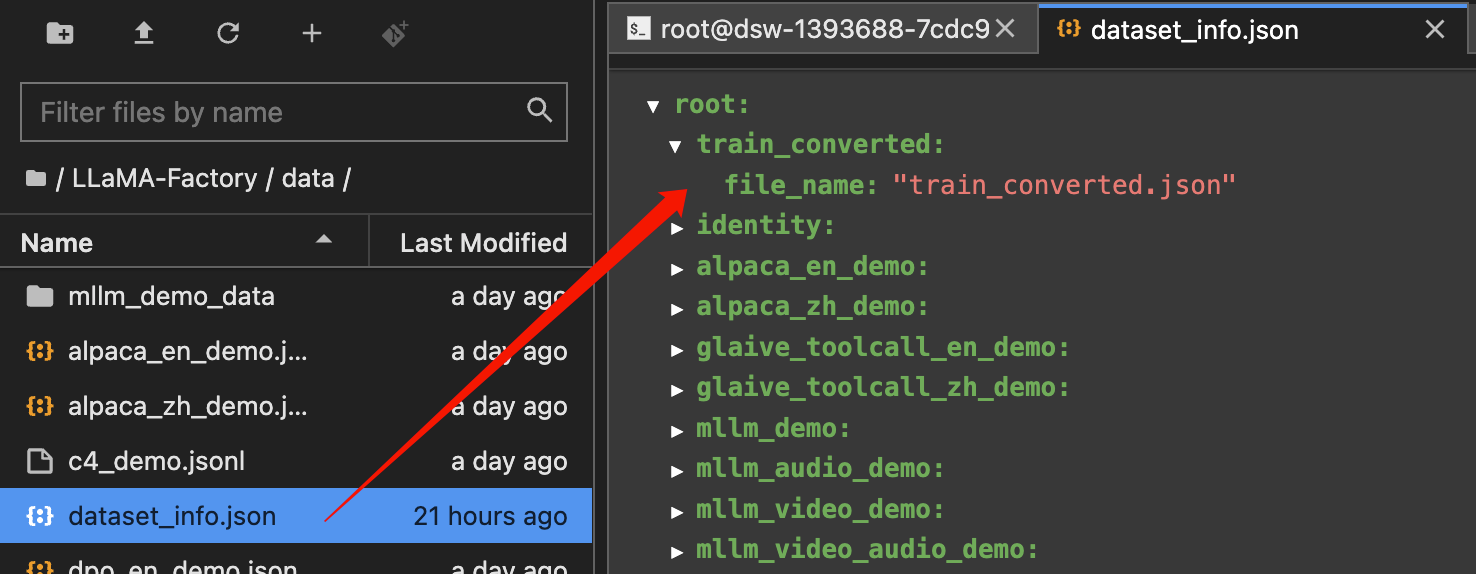 Filter files by name
/ LLaMA-Factory / data /
Name Last Modified
mllm_demo_data a day ago
alpaca_en_demo.j... a day ago
alpaca_zh_demo.j... a day ago
c4_demo.jsonl a day ago
dataset_info.json 21 hours ago
dpo_en_demo.json a day ago
root@dsw-1393688-7cdc9 dataset_info.json
root:
train_converted:
file_name: "train_converted.json"
identity:
alpaca_en_demo:
alpaca_zh_demo:
glaive_toolcall_en_demo:
glaive_toolcall_zh_demo:
mllm_demo:
mllm_audio_demo:
mllm_video_demo:
mllm_video_audio_demo: